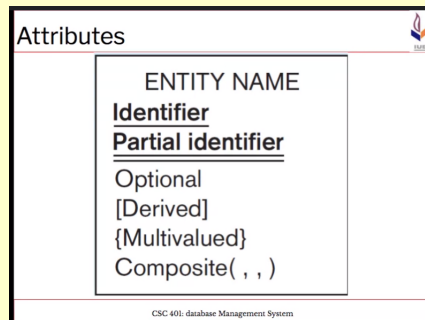 Attributes
ENTITY NAME
Identifier
Partial identifier
Optional
[Derived]
{Multivalued}
Composite( , , )
CSC 401: database Management System